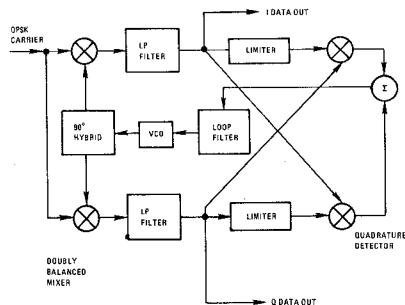 I DATA OUT
QPSK
CARRIER
LP
FILTER
LIMITER
Σ
90°
HYBRID
VCO
LOOP
FILTER
LP
FILTER
LIMITER
QUADRATURE
DETECTOR
DOUBLY
BALANCED
MIXER
Q DATA OUT